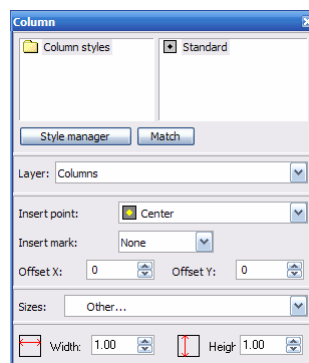 Column
Column styles
Standard
Style manager Match
Layer: Columns
Insert point: Center
Insert mark: None
Offset X: 0 Offset Y: 0
Sizes: Other...
Width: 1.00 Heigh 1.00